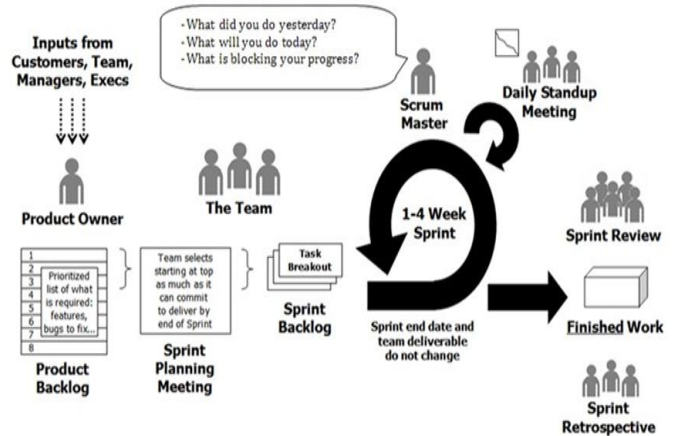 - What did you do yesterday?
- What will you do today?
- What is blocking your progress?
Inputs from
Customers, Team,
Managers, Execs
Scrum
Master
Daily Standup
Meeting
Product Owner
The Team
1-4 Week
Sprint
Sprint Review
1
2
3
4
5
6
7
8
Prioritized
list of what
is required:
features,
bugs to fix...
Team selects
starting at top
as much as it
can commit
to deliver by
end of Sprint
Task
Breakout
Sprint
Backlog
Sprint end date and
team deliverable
do not change
Finished Work
Product
Backlog
Sprint
Planning
Meeting
Sprint
Retrospective